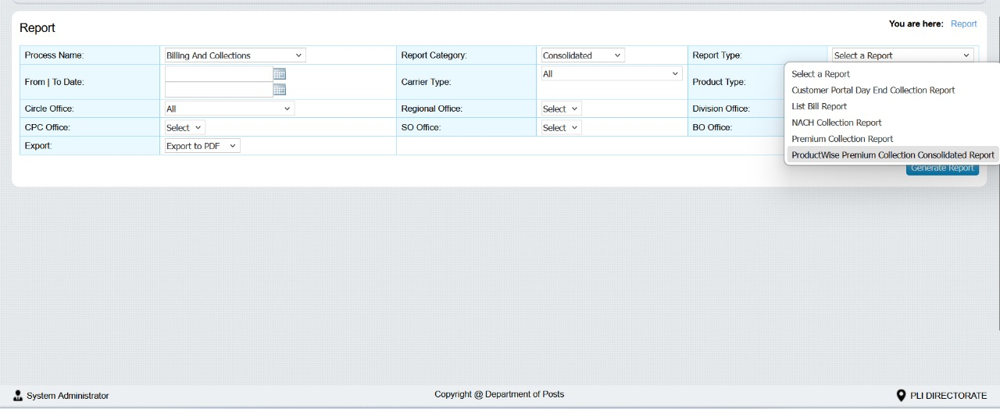 Report
You are here: Report
Process Name: Billing And Collections Report Category: Consolidated Report Type: Select a Report
From | To Date: Carrier Type: All Product Type:
Circle Office: All Regional Office: Select Division Office:
CPC Office: Select SO Office: Select BO Office:
Export: Export to PDF
Select a Report
Customer Portal Day End Collection Report
List Bill Report
NACH Collection Report
Premium Collection Report
ProductWise Premium Collection Consolidated Report
Generate Report
System Administrator Copyright @ Department of Posts PLI DIRECTORATE